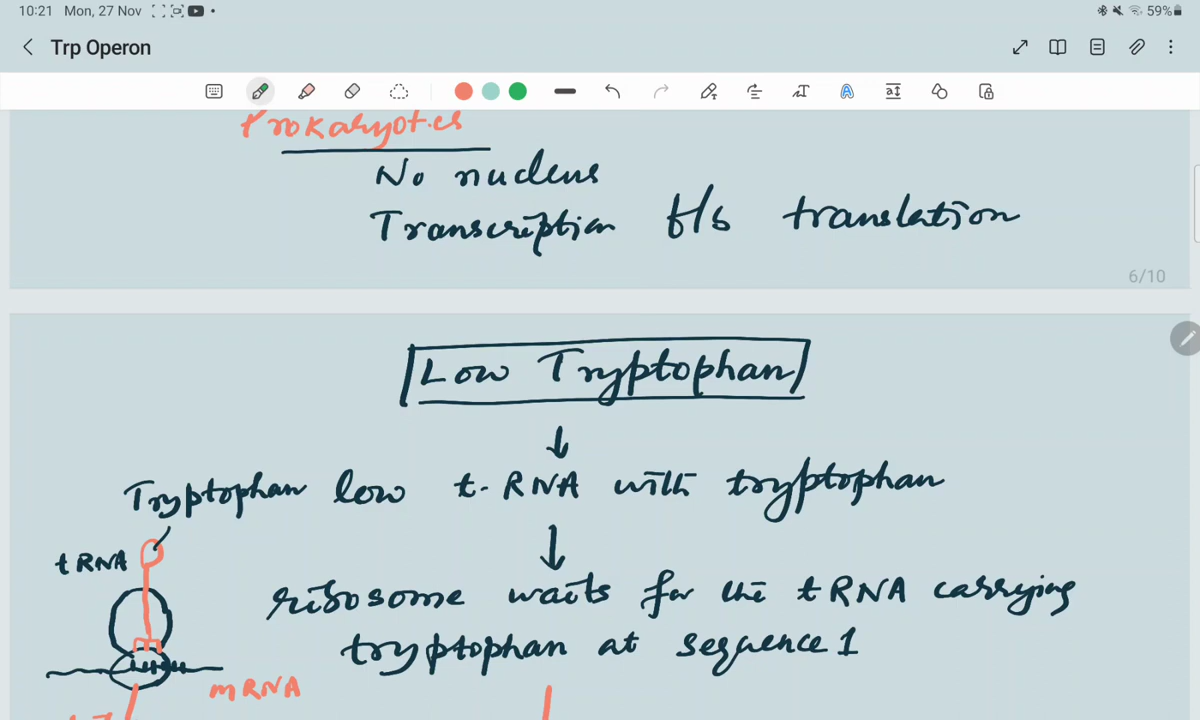 10:21 Mon, 27 Nov
59%
Trp Operon
Prokaryotes
No nucleus
Transcription f/b translation
6/10
Low Tryptophan
Tryptophan low t-RNA with tryptophan
tRNA
ribosome waits for the tRNA carrying
tryptophan at sequence 1
mRNA